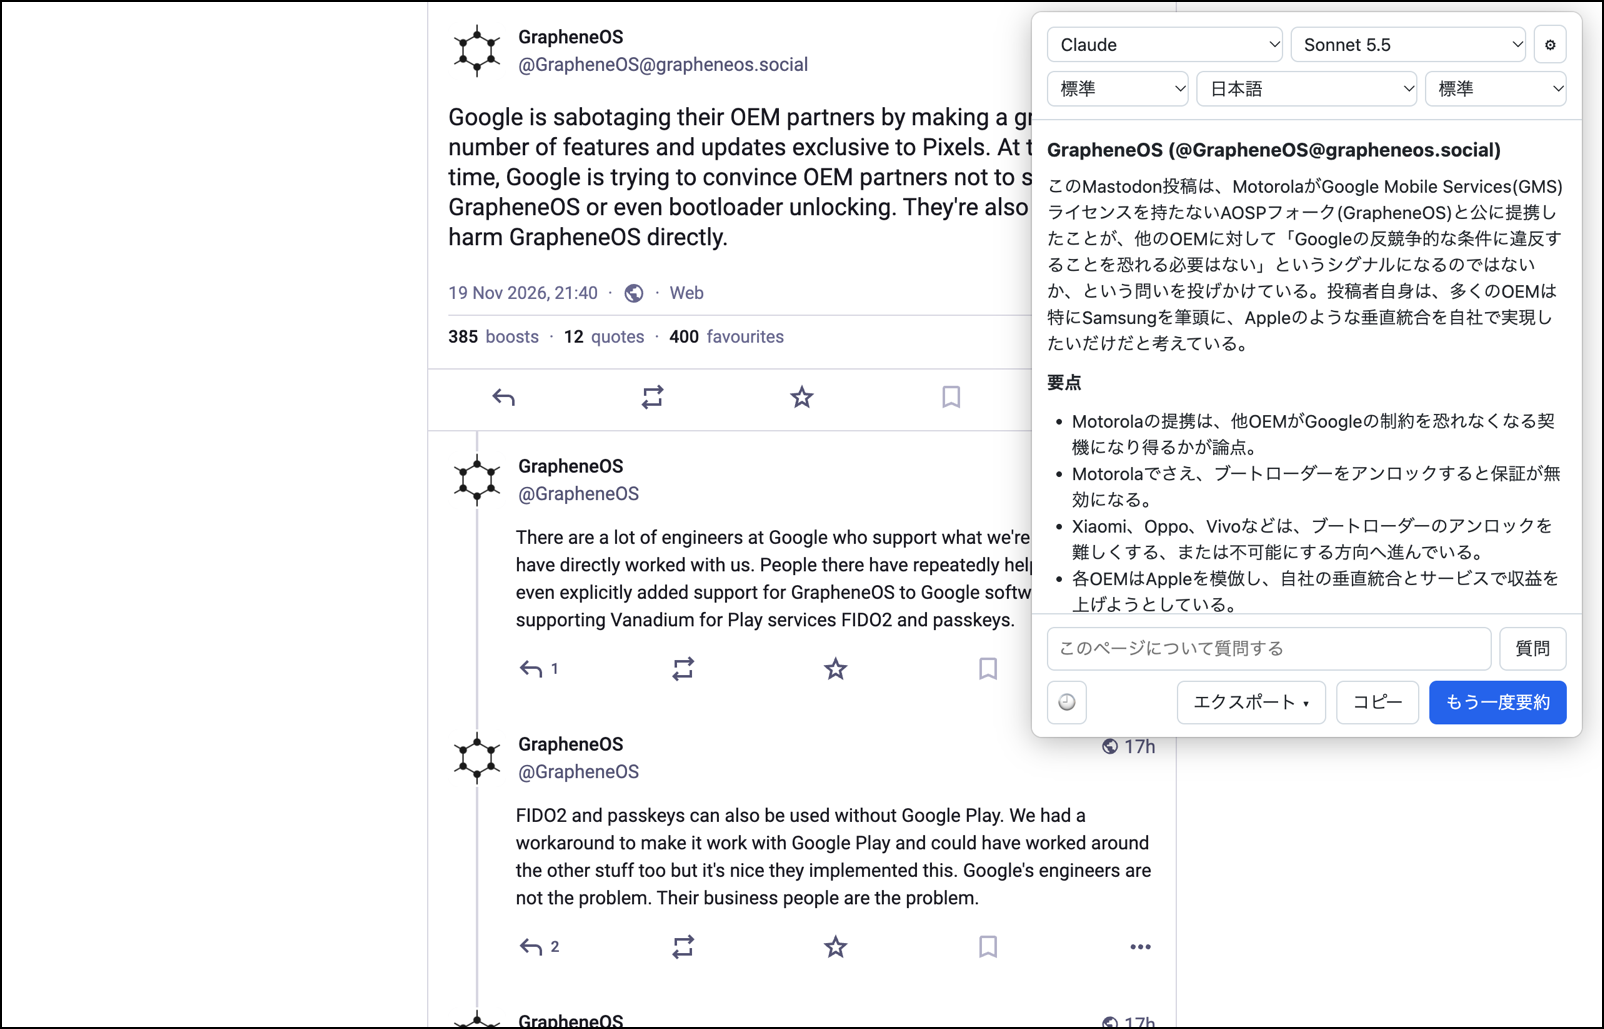 GrapheneOS
@GrapheneOS@grapheneos.social
Google is sabotaging their OEM partners by making a
number of features and updates exclusive to Pixels. At
time, Google is trying to convince OEM partners not to
GrapheneOS or even bootloader unlocking. They're also
harm GrapheneOS directly.
19 Nov 2026, 21:40 · Web
385 boosts · 12 quotes · 400 favourites
GrapheneOS
@GrapheneOS
There are a lot of engineers at Google who support what we're
have directly worked with us. People there have repeatedly
even explicitly added support for GrapheneOS to Google
supporting Vanadium for Play services FIDO2 and passkeys.
1
GrapheneOS
@GrapheneOS
17h
FIDO2 and passkeys can also be used without Google Play. We had a
workaround to make it work with Google Play and could have worked around
the other stuff too but it's nice they implemented this. Google's engineers are
not the problem. Their business people are the problem.
2
GrapheneOS
17h
Claude
Sonnet 5.5
標準
日本語
標準
GrapheneOS (@GrapheneOS@grapheneos.social)
このMastodon投稿は、MotorolaがGoogle Mobile Services(GMS)
ライセンスを持たないAOSPフォーク(GrapheneOS)と公に提携し
たことが、他のOEMに対して「Googleの反競争的な条件に違反す
ることを恐れる必要はない」というシグナルになるのではない
か、という問いを投げかけている。投稿者自身は、多くのOEMは
特にSamsungを筆頭に、Appleのような垂直統合を自社で実現し
たいだけだと考えている。
要点
• Motorolaの提携は、他OEMがGoogleの制約を恐れなくなる契
機になり得るかが論点。
• Motorolaでさえ、ブートローダーをアンロックすると保証が無
効になる。
• Xiaomi、Oppo、Vivoなどは、ブートローダーのアンロックを
難しくする、または不可能にする方向へ進んでいる。
• 各OEMはAppleを模倣し、自社の垂直統合とサービスで収益を
上げようとしている。
このページについて質問する
質問
エクスポート ▾
コピー
もう一度要約